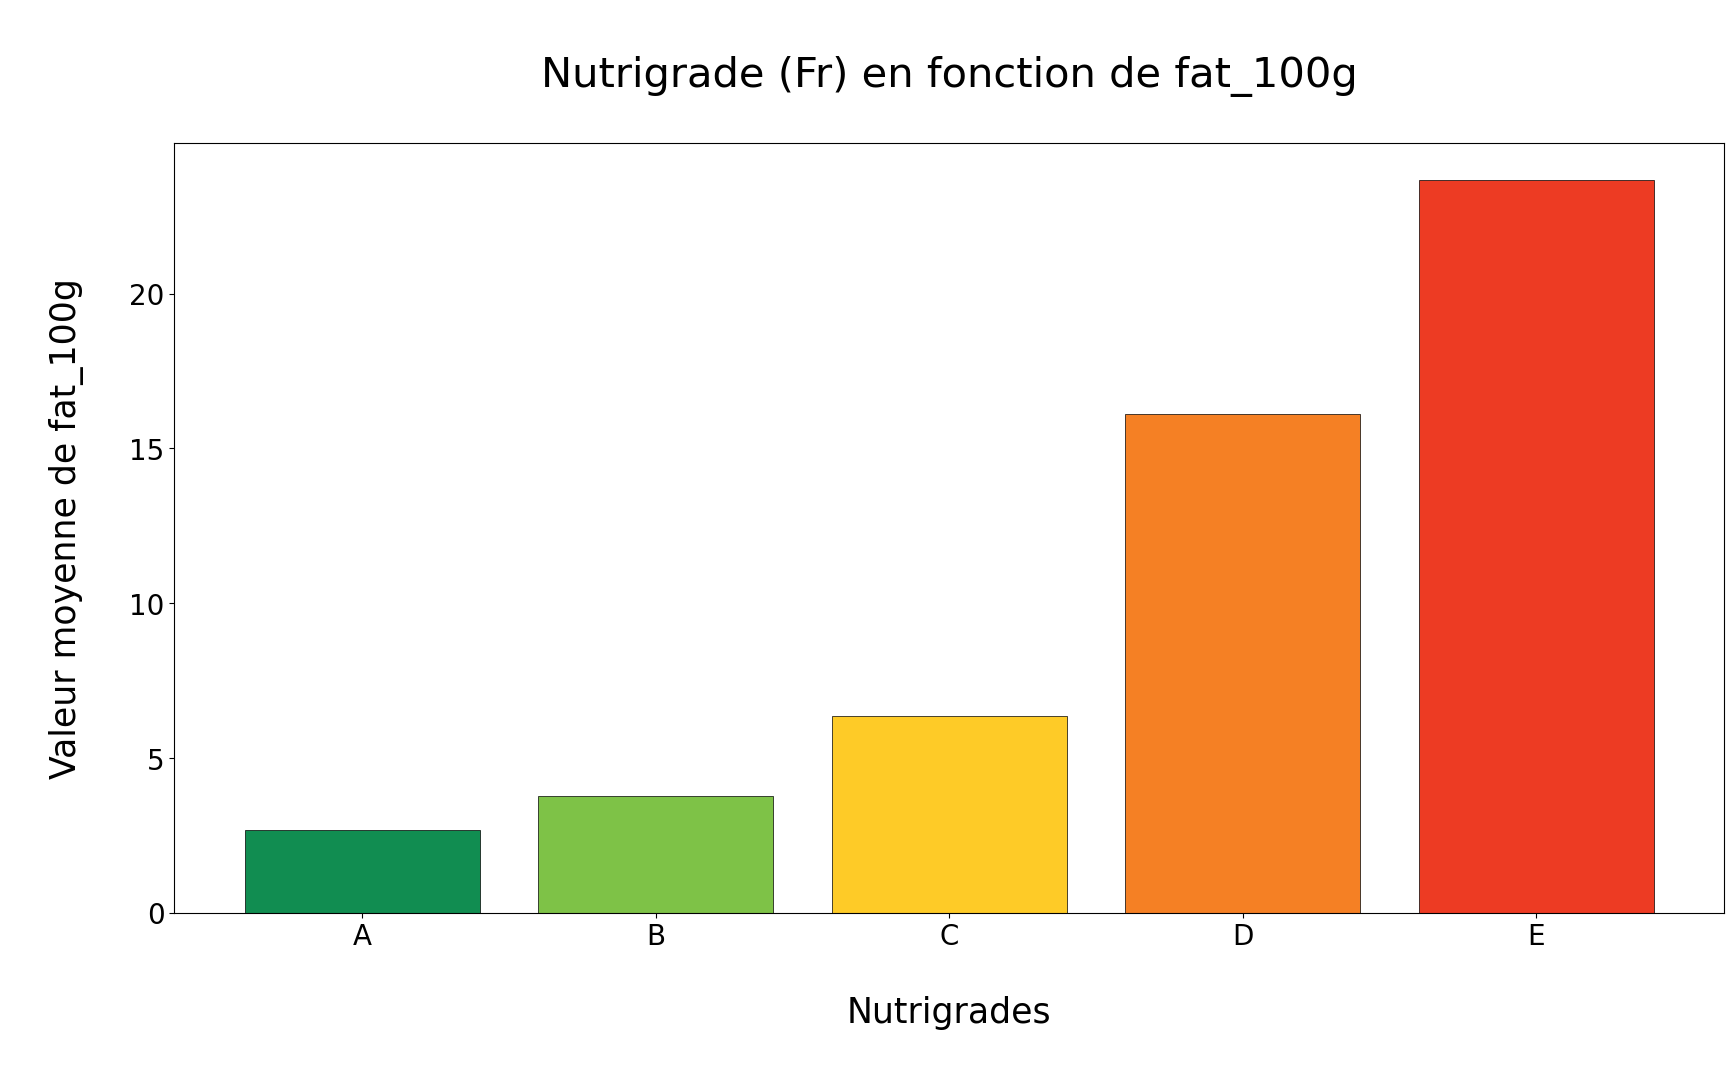 Nutrigrade (Fr) en fonction de fat_100g
Valeur moyenne de fat_100g
20
15
10
5
0
A B C D E
Nutrigrades